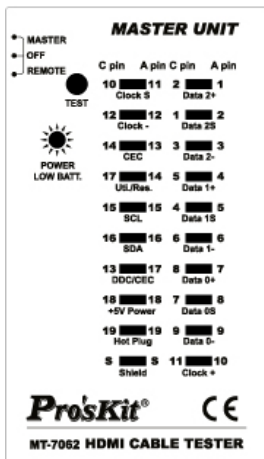 MASTER UNIT
MASTER
OFF
REMOTE
TEST
POWER
LOW BATT.
C pin A pin C pin A pin
10 11 2 1
Clock S Data 2+
12 12 1 2
Clock - Data 2S
14 13 3 3
CEC Data 2-
17 14 5 4
Uti./Res. Data 1+
15 15 4 5
SCL Data 1S
16 16 6 6
SDA Data 1-
13 17 8 7
DDC/CEC Data 0+
18 18 7 8
+5V Power Data 0S
19 19 9 9
Hot Plug Data 0-
S S 11 10
Shield Clock +
Pro'sKit® CE
MT-7062 HDMI CABLE TESTER